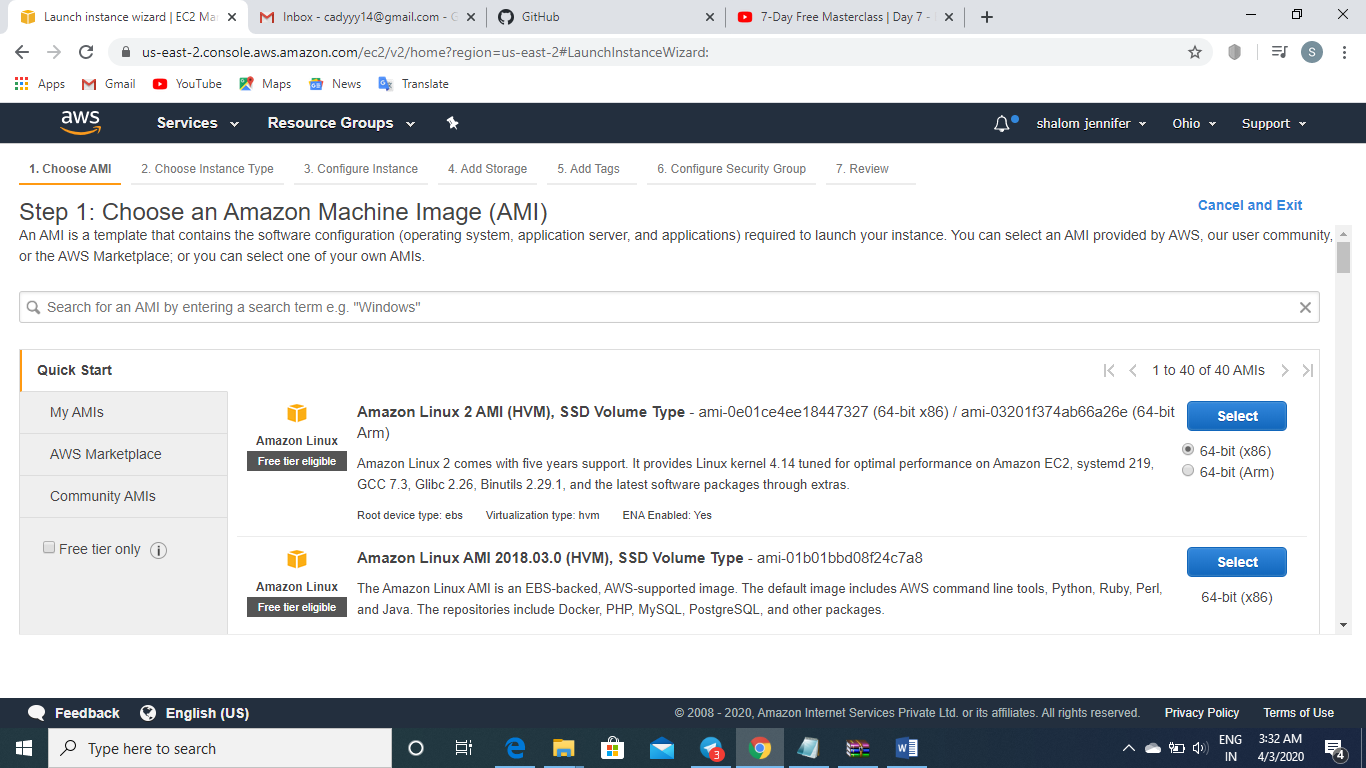 Launch instance wizard | EC2 Mar
Inbox - cadyyy14@gmail.com - G
GitHub
7-Day Free Masterclass | Day 7 -
us-east-2.console.aws.amazon.com/ec2/v2/home?region=us-east-2#LaunchInstanceWizard:
S
Apps
Gmail
YouTube
Maps
News
Translate
aws
Services
Resource Groups
shalom jennifer
Ohio
Support
1. Choose AMI
2. Choose Instance Type
3. Configure Instance
4. Add Storage
5. Add Tags
6. Configure Security Group
7. Review
Step 1: Choose an Amazon Machine Image (AMI)
Cancel and Exit
An AMI is a template that contains the software configuration (operating system, application server, and applications) required to launch your instance. You can select an AMI provided by AWS, our user community,
or the AWS Marketplace; or you can select one of your own AMIs.
Search for an AMI by entering a search term e.g. "Windows"
Quick Start
1 to 40 of 40 AMIs
My AMIs
AWS Marketplace
Community AMIs
Free tier only
Amazon Linux
Free tier eligible
Amazon Linux 2 AMI (HVM), SSD Volume Type - ami-0e01ce4ee18447327 (64-bit x86) / ami-03201f374ab66a26e (64-bit
Arm)
Amazon Linux 2 comes with five years support. It provides Linux kernel 4.14 tuned for optimal performance on Amazon EC2, systemd 219,
GCC 7.3, Glibc 2.26, Binutils 2.29.1, and the latest software packages through extras.
Root device type: ebs
Virtualization type: hvm
ENA Enabled: Yes
Select
64-bit (x86)
64-bit (Arm)
Amazon Linux
Free tier eligible
Amazon Linux AMI 2018.03.0 (HVM), SSD Volume Type - ami-01b01bbd08f24c7a8
The Amazon Linux AMI is an EBS-backed, AWS-supported image. The default image includes AWS command line tools, Python, Ruby, Perl,
and Java. The repositories include Docker, PHP, MySQL, PostgreSQL, and other packages.
Select
64-bit (x86)
Feedback
English (US)
© 2008 - 2020, Amazon Internet Services Private Ltd. or its affiliates. All rights reserved.
Privacy Policy
Terms of Use
Type here to search
3
ENG
IN
3:32 AM
4/3/2020
4